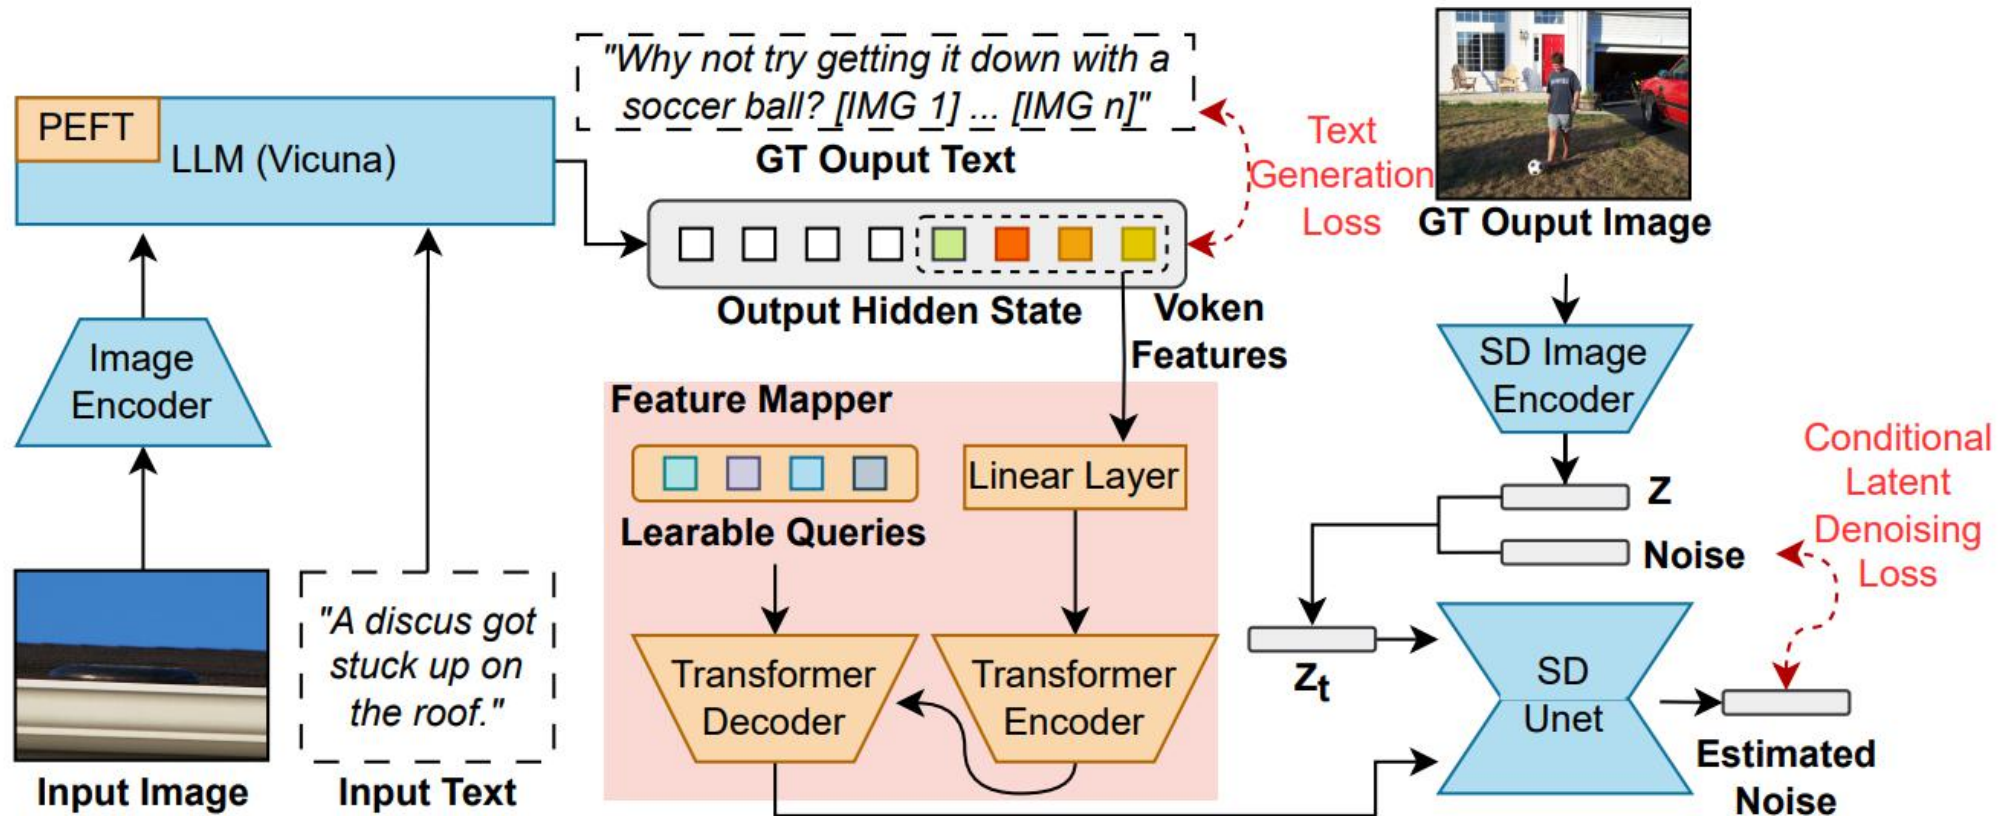 "Why not try getting it down with a
soccer ball? [IMG 1] ... [IMG n]"
GT Ouput Text
PEFT
LLM (Vicuna)
Text
Generation
Loss
GT Ouput Image
Output Hidden State
Voken
Features
Image
Encoder
SD Image
Encoder
Feature Mapper
Linear Layer
Learable Queries
Conditional
Latent
Denoising
Loss
Z
Noise
"A discus got
stuck up on
the roof."
Transformer
Decoder
Transformer
Encoder
Zt
SD
Unet
Estimated
Noise
Input Image
Input Text